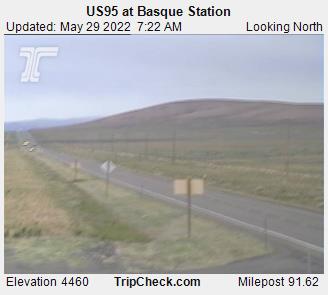 US95 at Basque Station
Updated: May 29 2022 7:22 AM Looking North
Elevation 4460 TripCheck.com Milepost 91.62